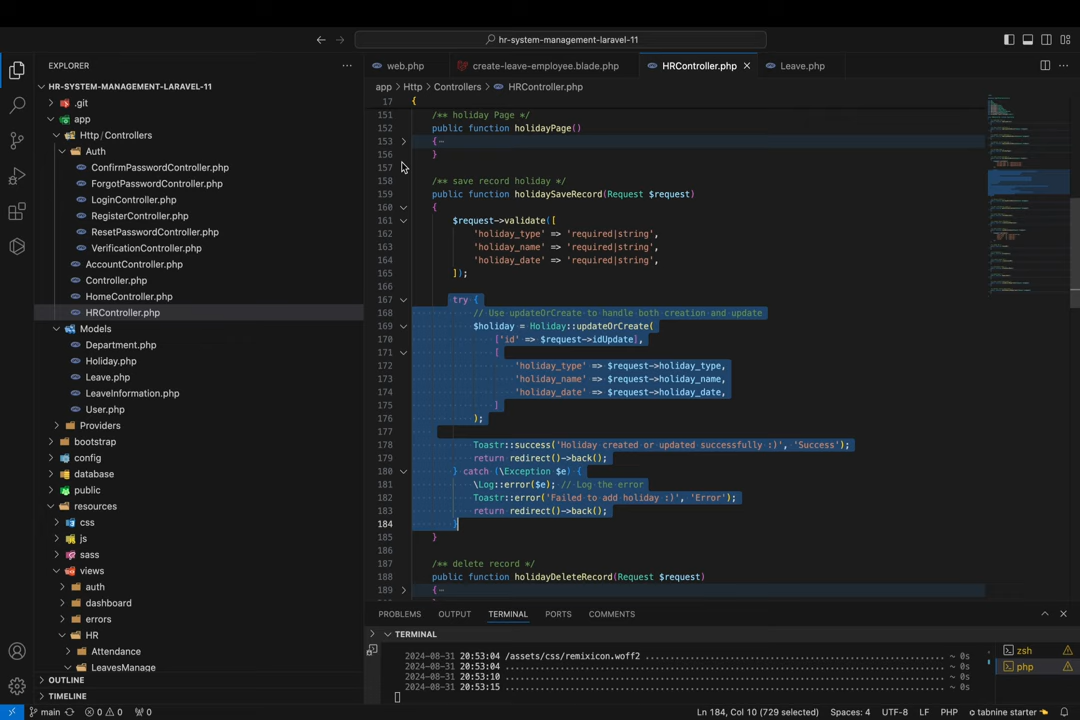 hr-system-management-laravel-11
EXPLORER
HR-SYSTEM-MANAGEMENT-LARAVEL-11
.git
app
Http/Controllers
Auth
ConfirmPasswordController.php
ForgotPasswordController.php
LoginController.php
RegisterController.php
ResetPasswordController.php
VerificationController.php
AccountController.php
Controller.php
HomeController.php
HRController.php
Models
Department.php
Holiday.php
Leave.php
LeaveInformation.php
User.php
Providers
bootstrap
config
database
public
resources
css
js
sass
views
auth
dashboard
errors
HR
Attendance
LeavesManage
OUTLINE
TIMELINE
web.php create-leave-employee.blade.php HRController.php Leave.php
app > Http > Controllers > HRController.php
17 {
151 /** holiday Page */
152 public function holidayPage()
153 {
156 }
157
158 /** save record holiday */
159 public function holidaySaveRecord(Request $request)
160 {
161 $request->validate([
162 'holiday_type' => 'required|string',
163 'holiday_name' => 'required|string',
164 'holiday_date' => 'required|string',
165 ]);
166
167 try {
168 // Use updateOrCreate to handle both creation and update
169 $holiday = Holiday::updateOrCreate(
170 ['id' => $request->idUpdate],
171 [
172 'holiday_type' => $request->holiday_type,
173 'holiday_name' => $request->holiday_name,
174 'holiday_date' => $request->holiday_date,
175 ]
176 );
177
178 Toastr::success('Holiday created or updated successfully :)', 'Success');
179 return redirect()->back();
180 } catch (\Exception $e) {
181 \Log::error($e); // Log the error
182 Toastr::error('Failed to add holiday :)', 'Error');
183 return redirect()->back();
184 }
185 }
186
187 /** delete record */
188 public function holidayDeleteRecord(Request $request)
189 {
PROBLEMS OUTPUT TERMINAL PORTS COMMENTS
TERMINAL
2024-08-31 20:53:04 /assets/css/remixicon.woff2 ~ 0s
2024-08-31 20:53:04 ~ 0s
2024-08-31 20:53:10 ~ 0s
2024-08-31 20:53:15 ~ 0s
zsh
php
main 0 0 0 Ln 184, Col 10 (729 selected) Spaces: 4 UTF-8 LF PHP tabnine starter